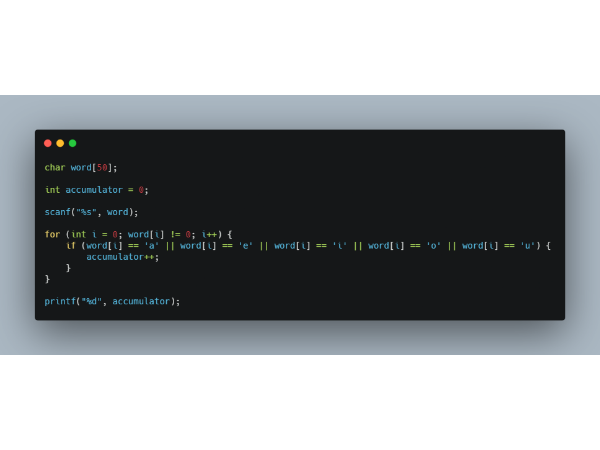 char word[50];
int accumulator = 0;
scanf("%s", word);
for (int i = 0; word[i] != 0; i++) {
    if (word[i] == 'a' || word[i] == 'e' || word[i] == 'i' || word[i] == 'o' || word[i] == 'u') {
        accumulator++;
    }
}
printf("%d", accumulator);